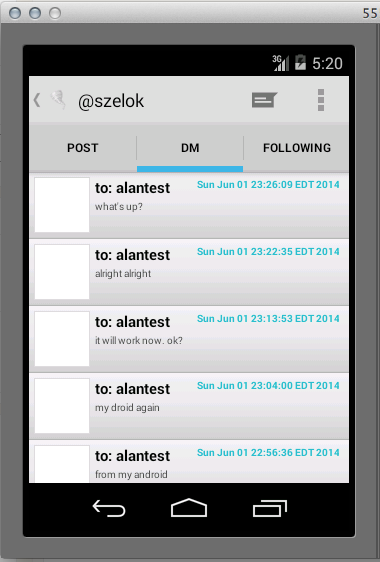 55
3G
5:20
@szelok
POST DM FOLLOWING
to: alantest Sun Jun 01 23:26:09 EDT 2014
what's up?
to: alantest Sun Jun 01 23:22:35 EDT 2014
alright alright
to: alantest Sun Jun 01 23:13:53 EDT 2014
it will work now. ok?
to: alantest Sun Jun 01 23:04:00 EDT 2014
my droid again
to: alantest Sun Jun 01 22:56:36 EDT 2014
from my android